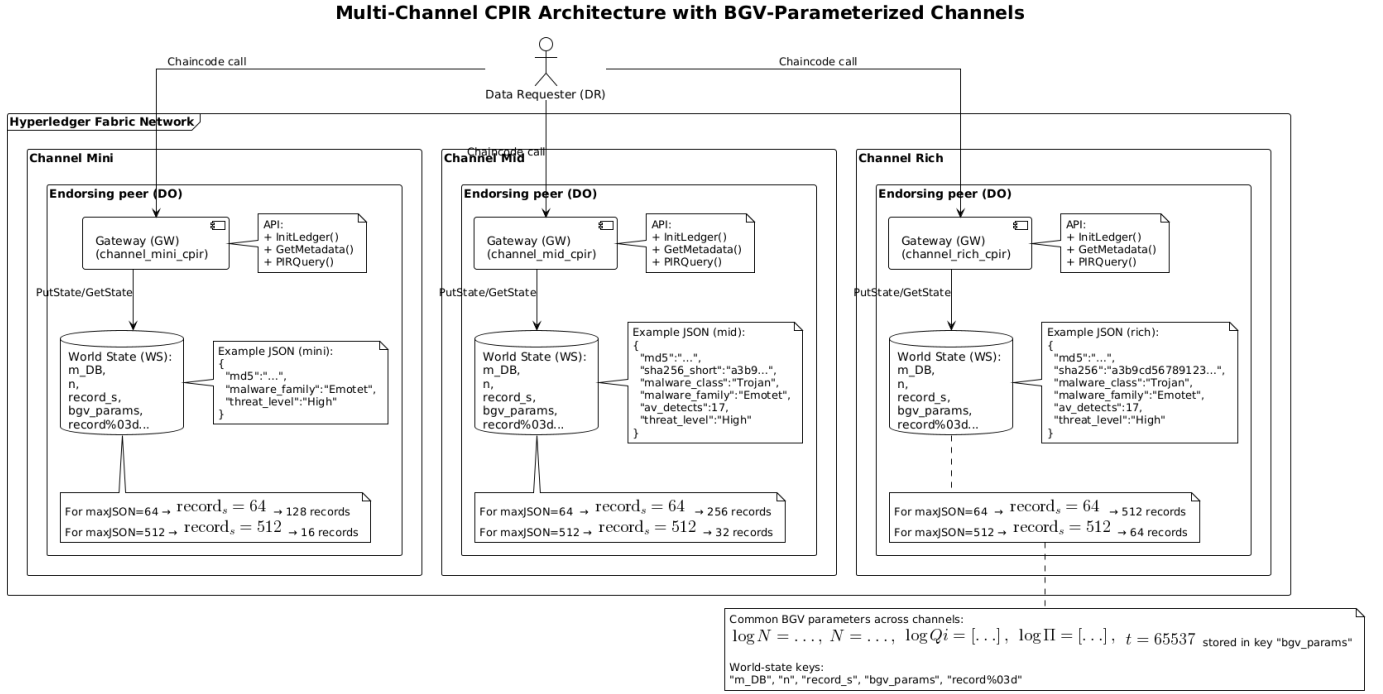 Multi-Channel CPIR Architecture with BGV-Parameterized Channels
Chaincode call
Chaincode call
Data Requester (DR)
Hyperledger Fabric Network
Chaincode call
Channel Mini
Endorsing peer (DO)
Gateway (GW)
(channel_mini_cpir)
API:
+ InitLedger()
+ GetMetadata()
+ PIRQuery()
PutState/GetState
World State (WS):
m_DB,
n,
record_s,
bgv_params,
record%03d...
Example JSON (mini):
{
"md5":"...",
"malware_family":"Emotet",
"threat_level":"High"
}
For maxJSON=64 → record_s = 64 → 128 records
For maxJSON=512 → record_s = 512 → 16 records
Channel Mid
Endorsing peer (DO)
Gateway (GW)
(channel_mid_cpir)
API:
+ InitLedger()
+ GetMetadata()
+ PIRQuery()
PutState/GetState
World State (WS):
m_DB,
n,
record_s,
bgv_params,
record%03d...
Example JSON (mid):
{
"md5":"...",
"sha256_short":"a3b9...",
"malware_class":"Trojan",
"malware_family":"Emotet",
"av_detects":17,
"threat_level":"High"
}
For maxJSON=64 → record_s = 64 → 256 records
For maxJSON=512 → record_s = 512 → 32 records
Channel Rich
Endorsing peer (DO)
Gateway (GW)
(channel_rich_cpir)
API:
+ InitLedger()
+ GetMetadata()
+ PIRQuery()
PutState/GetState
World State (WS):
m_DB,
n,
record_s,
bgv_params,
record%03d...
Example JSON (rich):
{
"md5":"...",
"sha256":"a3b9cd56789123...",
"malware_class":"Trojan",
"malware_family":"Emotet",
"av_detects":17,
"threat_level":"High"
}
For maxJSON=64 → record_s = 64 → 512 records
For maxJSON=512 → record_s = 512 → 64 records
Common BGV parameters across channels:
log N = ..., N = ..., log Qi = [...], log Π = [...], t = 65537 stored in key "bgv_params"
World-state keys:
"m_DB", "n", "record_s", "bgv_params", "record%03d"